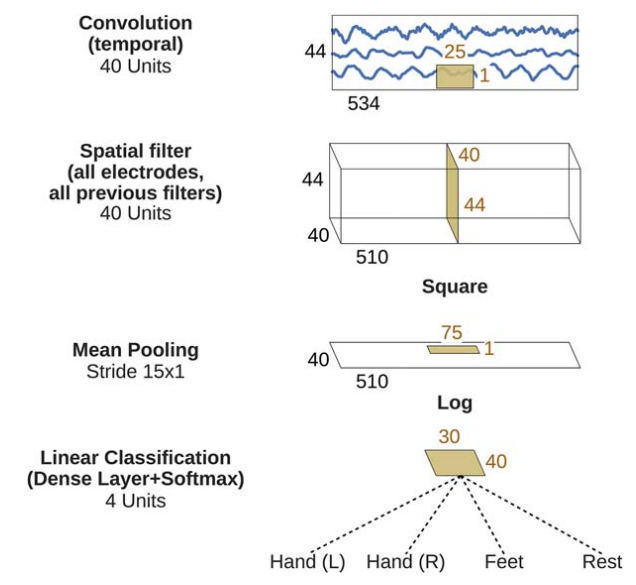 Convolution
(temporal)
40 Units
44
25
1
534
Spatial filter
(all electrodes,
all previous filters)
40 Units
44
40
44
40
510
Square
Mean Pooling
Stride 15x1
75
1
40
510
Log
Linear Classification
(Dense Layer+Softmax)
4 Units
30
40
Hand (L) Hand (R) Feet Rest